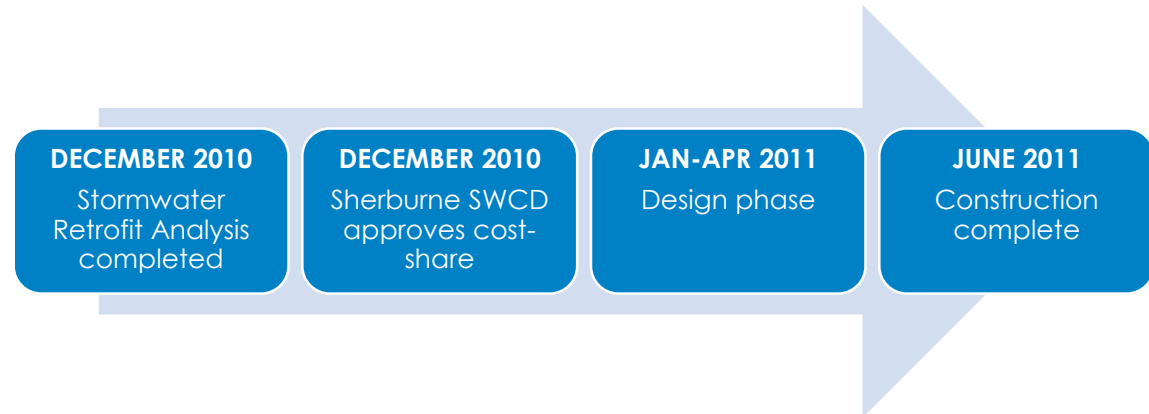 DECEMBER 2010
Stormwater
Retrofit Analysis
completed
DECEMBER 2010
Sherburne SWCD
approves cost-
share
JAN-APR 2011
Design phase
JUNE 2011
Construction
complete